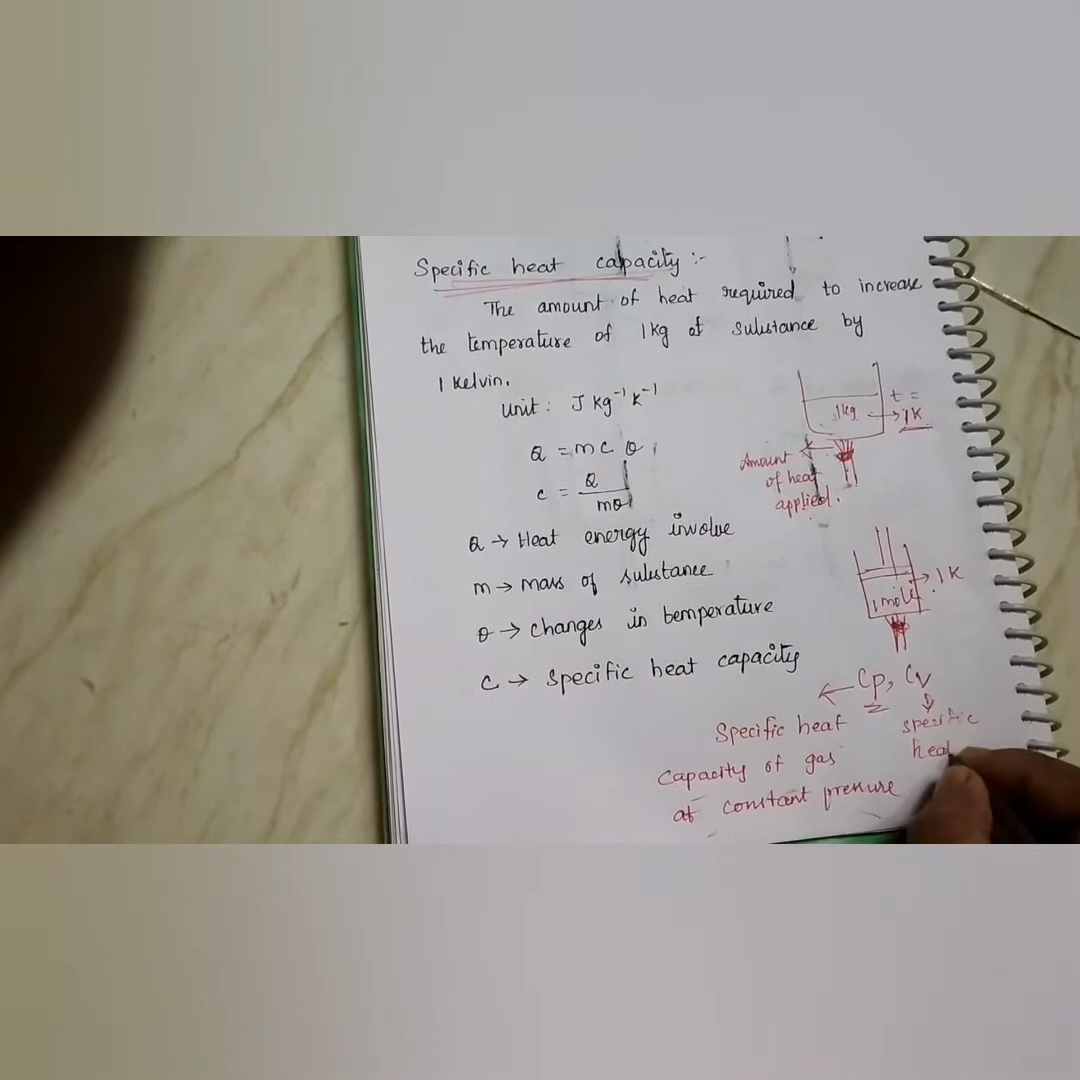 Specific heat capacity :-
The amount of heat required to increase
the temperature of 1kg of substance by
1 Kelvin.
Unit : J kg⁻¹ K⁻¹
Q = m c θ
c = Q / mθ
Q → Heat energy involve
m → mass of substance
θ → changes in temperature
C → specific heat capacity
1kg
t =
1K
Amount
of heat
applied.
1 mole
1K
Cp, Cv
Specific heat
capacity of gas
at constant pressure
specific
heat